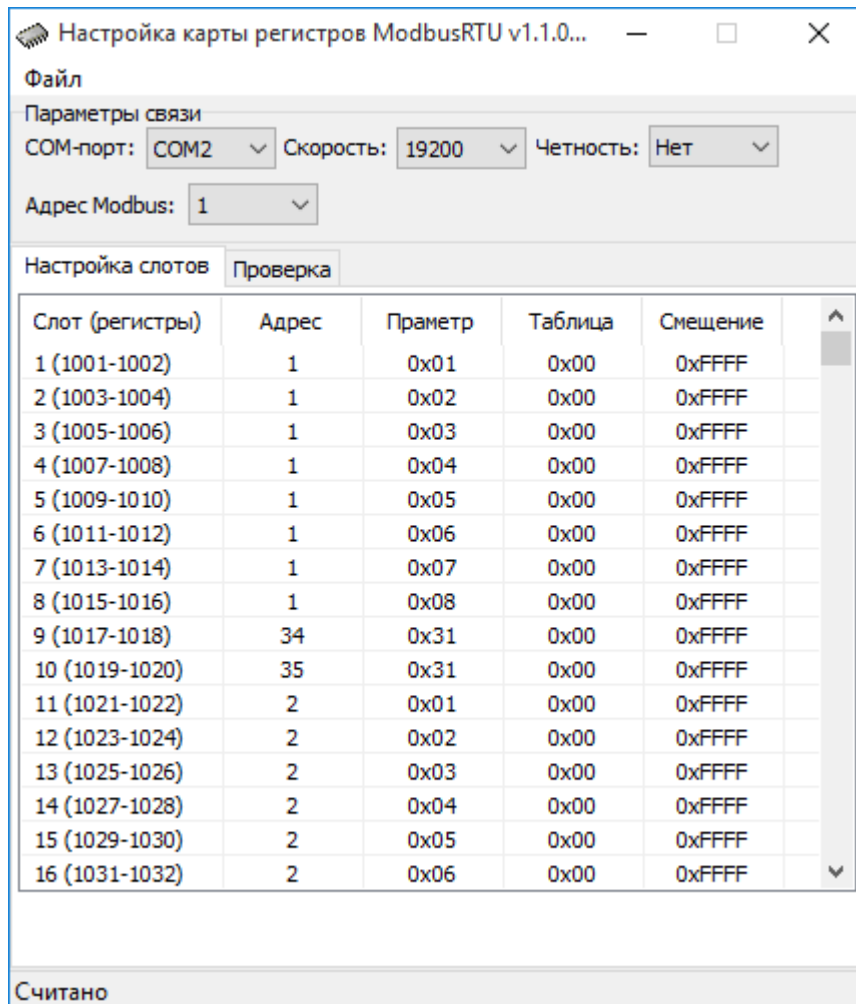 Настройка карты регистров ModbusRTU v1.1.0...
Файл
Параметры связи
COM-порт: COM2 Скорость: 19200 Четность: Нет
Адрес Modbus: 1
Настройка слотов Проверка
Слот (регистры) Адрес Праметр Таблица Смещение
1 (1001-1002) 1 0x01 0x00 0xFFFF
2 (1003-1004) 1 0x02 0x00 0xFFFF
3 (1005-1006) 1 0x03 0x00 0xFFFF
4 (1007-1008) 1 0x04 0x00 0xFFFF
5 (1009-1010) 1 0x05 0x00 0xFFFF
6 (1011-1012) 1 0x06 0x00 0xFFFF
7 (1013-1014) 1 0x07 0x00 0xFFFF
8 (1015-1016) 1 0x08 0x00 0xFFFF
9 (1017-1018) 34 0x31 0x00 0xFFFF
10 (1019-1020) 35 0x31 0x00 0xFFFF
11 (1021-1022) 2 0x01 0x00 0xFFFF
12 (1023-1024) 2 0x02 0x00 0xFFFF
13 (1025-1026) 2 0x03 0x00 0xFFFF
14 (1027-1028) 2 0x04 0x00 0xFFFF
15 (1029-1030) 2 0x05 0x00 0xFFFF
16 (1031-1032) 2 0x06 0x00 0xFFFF
Считано